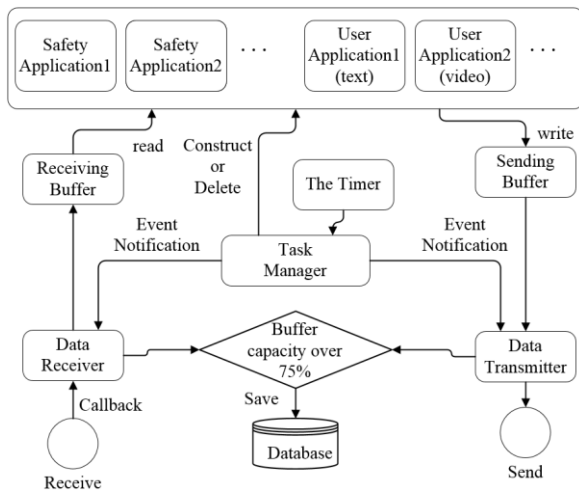 Safety
Application1
Safety
Application2
· · ·
User
Application1
(text)
User
Application2
(video)
· · ·
read
Construct
or
Delete
write
Receiving
Buffer
The Timer
Sending
Buffer
Event
Notification
Task
Manager
Event
Notification
Data
Receiver
Buffer
capacity over
75%
Data
Transmitter
Callback
Save
Receive
Database
Send